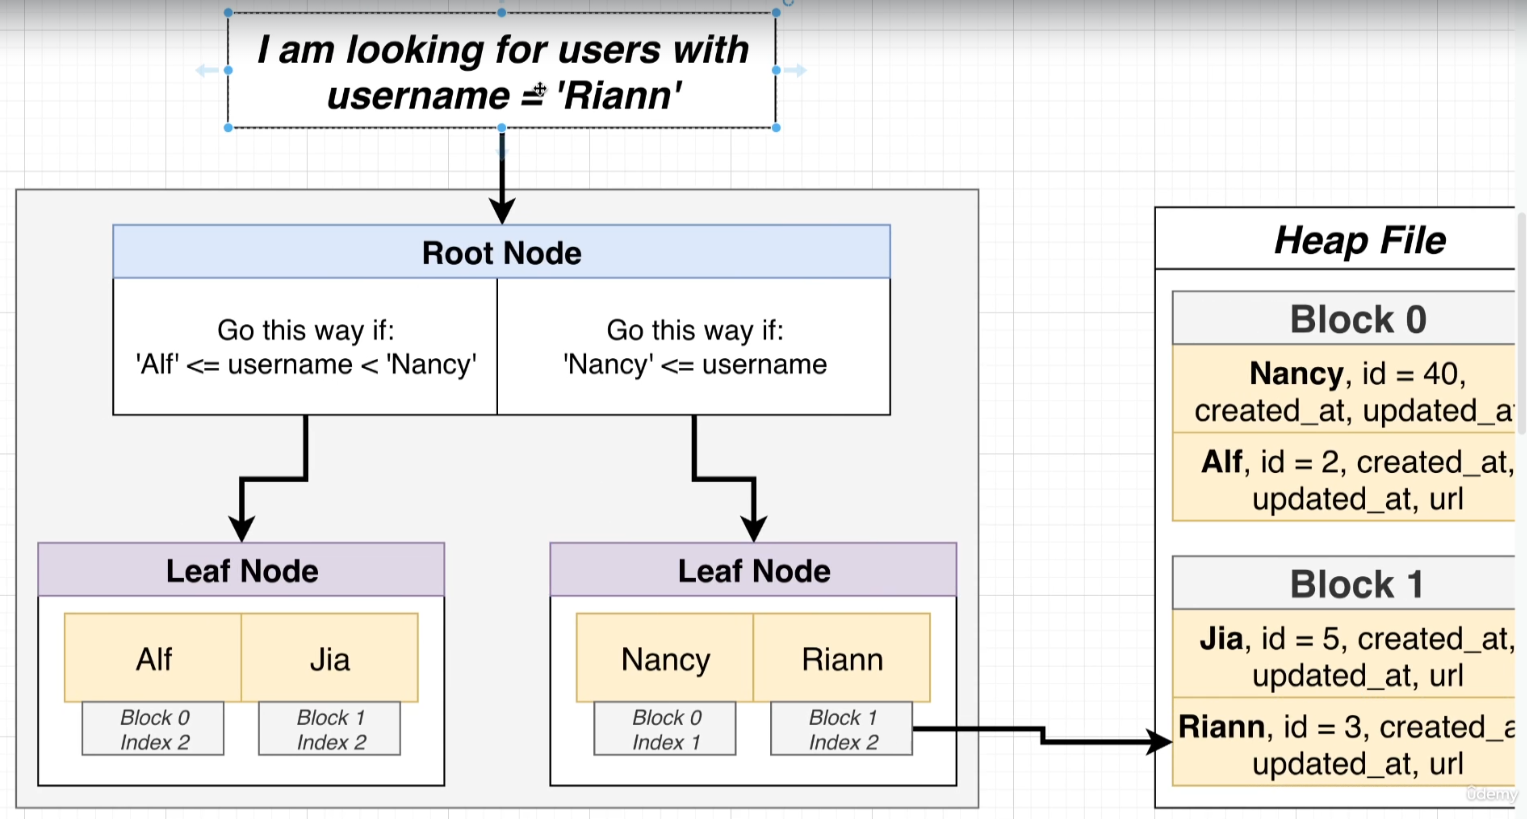 I am looking for users with
username = 'Riann'
Root Node
Go this way if:
'Alf' <= username < 'Nancy'
Go this way if:
'Nancy' <= username
Leaf Node
Alf
Jia
Block 0
Index 2
Block 1
Index 2
Leaf Node
Nancy
Riann
Block 0
Index 1
Block 1
Index 2
Heap File
Block 0
Nancy, id = 40,
created_at, updated_a
Alf, id = 2, created_at,
updated_at, url
Block 1
Jia, id = 5, created_at,
updated_at, url
Riann, id = 3, created_a
updated_at, url
ûdemy